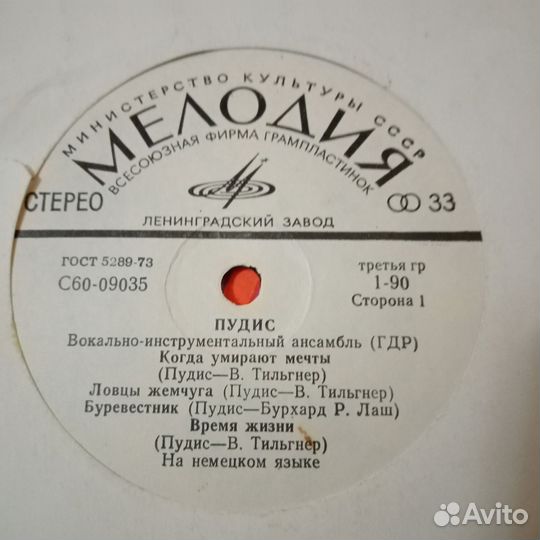 МИНИСТЕРСТВО КУЛЬТУРЫ СССР
МЕЛОДИЯ
ВСЕСОЮЗНАЯ ФИРМА ГРАМПЛАСТИНОК
СТЕРЕО
33
ЛЕНИНГРАДСКИЙ ЗАВОД
ГОСТ 5289-73
третья гр
С60-09035
1-90
Сторона 1
ПУДИС
Вокально-инструментальный ансамбль (ГДР)
Когда умирают мечты
(Пудис—В. Тильгнер)
Ловцы жемчуга (Пудис—В. Тильгнер)
Буревестник (Пудис—Бурхард Р. Лаш)
Время жизни
(Пудис—В. Тильгнер)
На немецком языке
Avito